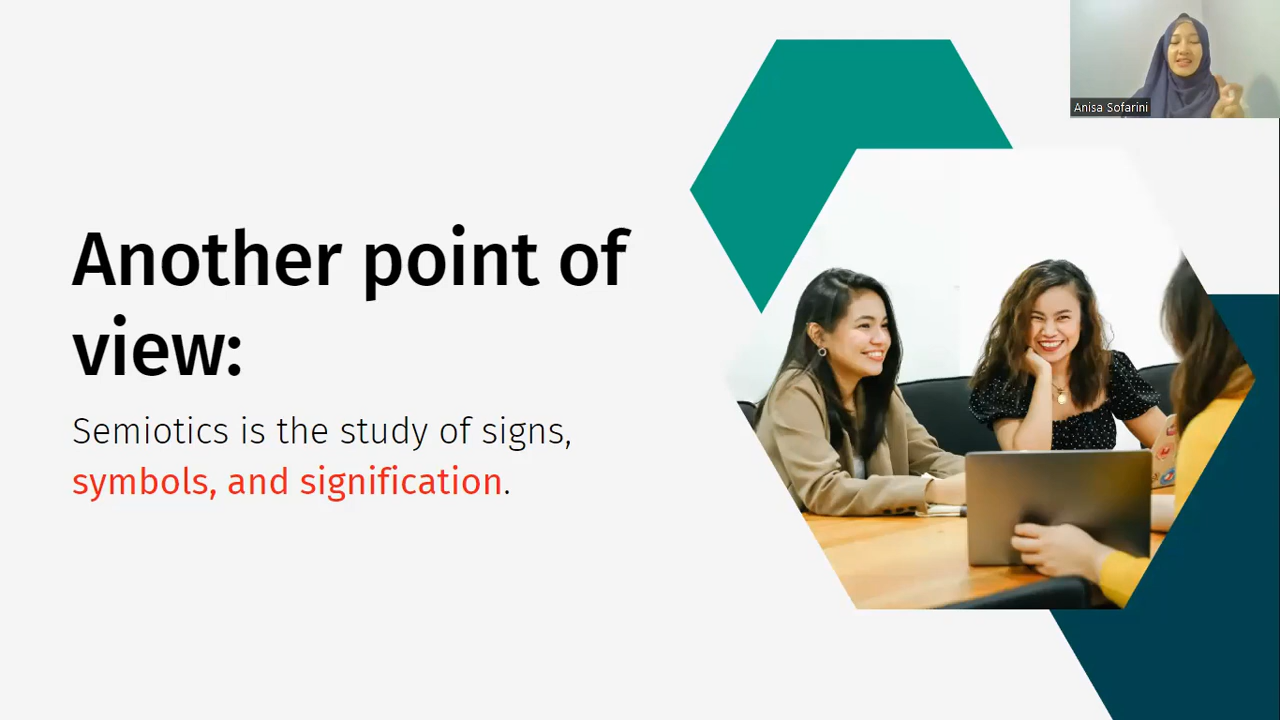 Anisa Sofarini
Another point of
view:
Semiotics is the study of signs,
symbols, and signification.